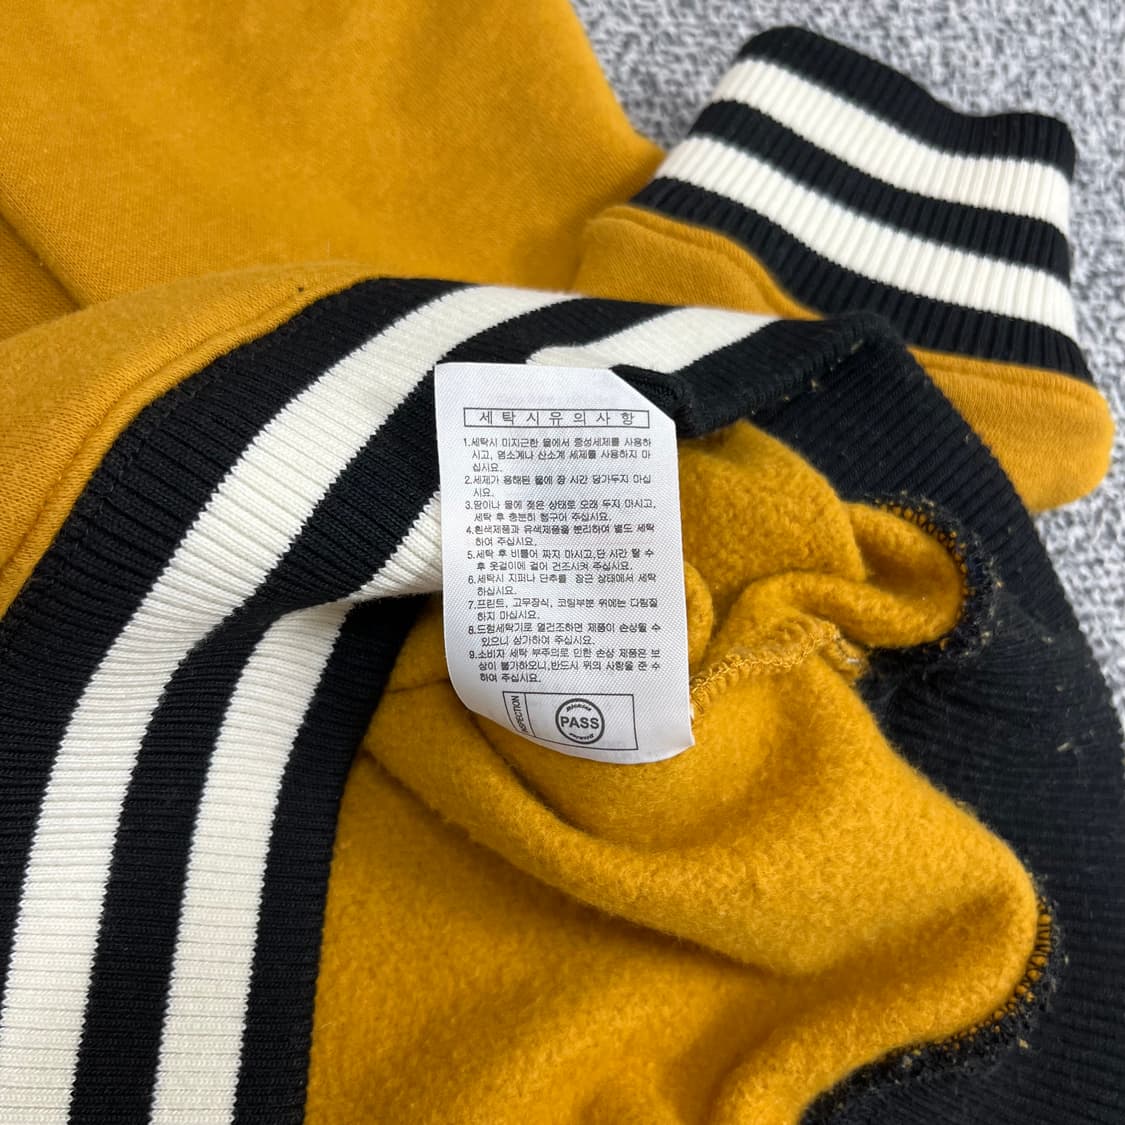 세탁시유의사항
1.세탁시 미지근한 물에서 중성세제를 사용하
시고, 염소계나 산소계 세제를 사용하지 마
십시요.
2.세제가 용해된 물에 장 시간 담가두지 마십
시요.
3.땀이나 물에 젖은 상태로 오래 두지 마시고,
세탁 후 충분히 헹구어 주십시요.
4.흰색제품과 유색제품을 분리하여 별도 세탁
하여 주십시요.
5.세탁 후 비틀어 짜지 마시고,단 시간 탈 수
후 옷걸이에 걸어 건조시켜 주십시요.
6.세탁시 지퍼나 단추를 잠근 상태에서 세탁
하십시요.
7.프린트, 고무장식, 코팅부분 위에는 다림질
하지 마십시요.
8.드럼세탁기로 열건조하면 제품이 손상될 수
있으니 삼가하여 주십시요.
9.소비자 세탁 부주의로 인한 손상 제품은 보
상이 불가하오니,반드시 위의 사항을 준 수
하여 주십시요.
INSPECTION
PASS